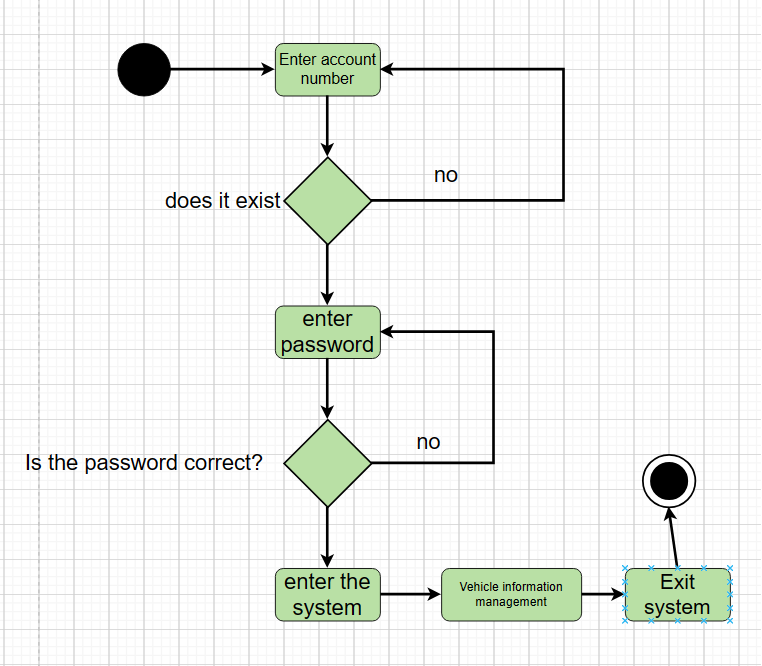 Enter account
number
no
does it exist
enter
password
no
Is the password correct?
enter the
system
Vehicle information
management
Exit
system